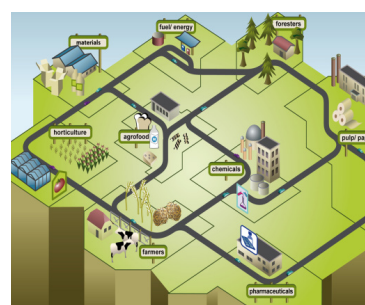 fuel/ energy
foresters
materials
horticulture
agrofood
pulp/ pa
chemicals
farmers
pharmaceuticals